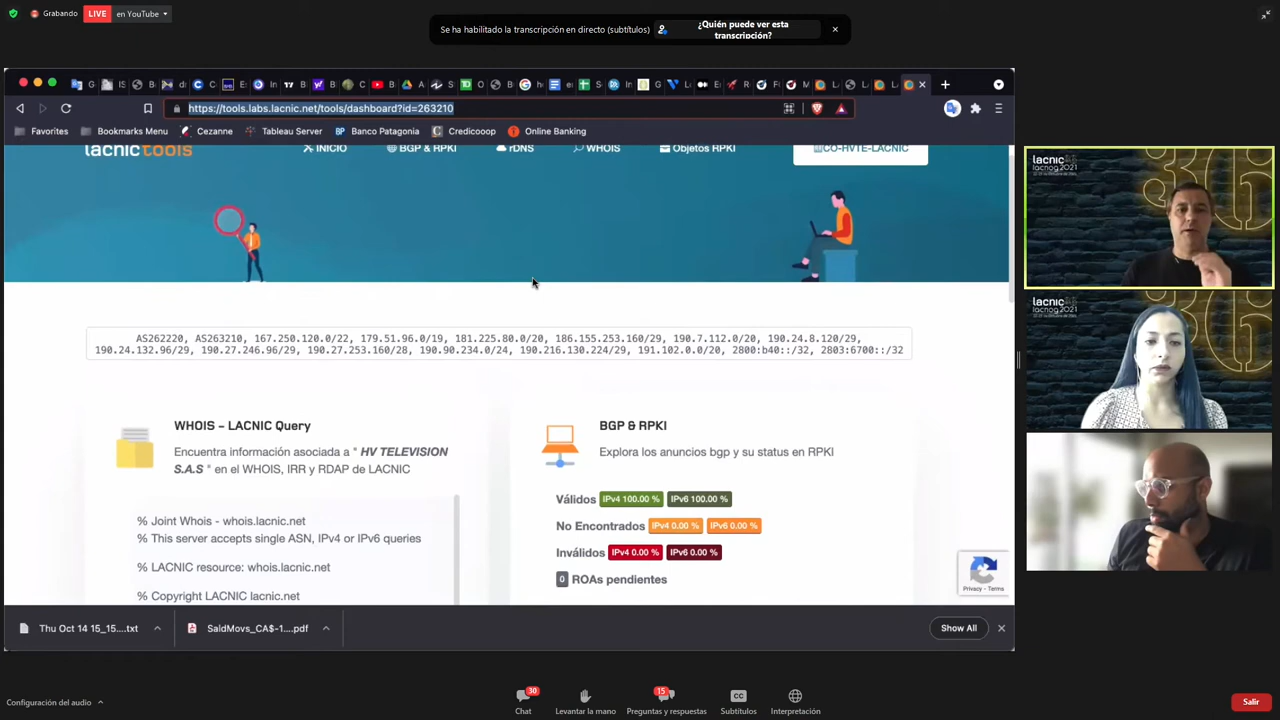 Grabando
LIVE
en YouTube
Se ha habilitado la transcripción en directo (subtítulos)
¿Quién puede ver esta
transcripción?
https://tools.labs.lacnic.net/tools/dashboard?id=263210
Favorites
Bookmarks Menu
Cezanne
Tableau Server
BP Banco Patagonia
Credicooop
Online Banking
lacnictools
INICIO
BGP & RPKI
rDNS
WHOIS
Objetos RPKI
CO-HVTE-LACNIC
AS262220, AS263210, 167.250.120.0/22, 179.51.96.0/19, 181.225.80.0/20, 186.155.253.160/29, 190.7.112.0/20, 190.24.8.120/29,
190.24.132.96/29, 190.27.246.96/29, 190.27.253.160/28, 190.90.234.0/24, 190.216.130.224/29, 191.102.0.0/20, 2800:b40::/32, 2803:6700::/32
WHOIS – LACNIC Query
Encuentra información asociada a " HV TELEVISION
S.A.S " en el WHOIS, IRR y RDAP de LACNIC
% Joint Whois - whois.lacnic.net
% This server accepts single ASN, IPv4 or IPv6 queries
% LACNIC resource: whois.lacnic.net
% Copyright LACNIC lacnic.net
BGP & RPKI
Explora los anuncios bgp y su status en RPKI
Válidos IPv4 100.00 % IPv6 100.00 %
No Encontrados IPv4 0.00 % IPv6 0.00 %
Inválidos IPv4 0.00 % IPv6 0.00 %
0 ROAs pendientes
Privacy - Terms
Thu Oct 14 15_15....txt
SaldMovs_CA$-1....pdf
Show All
lacnic 36
lacnog 2021
lacnic 36
lacnog 2021
Configuración del audio
30
Chat
Levantar la mano
15
Preguntas y respuestas
CC
Subtítulos
Interpretación
Salir